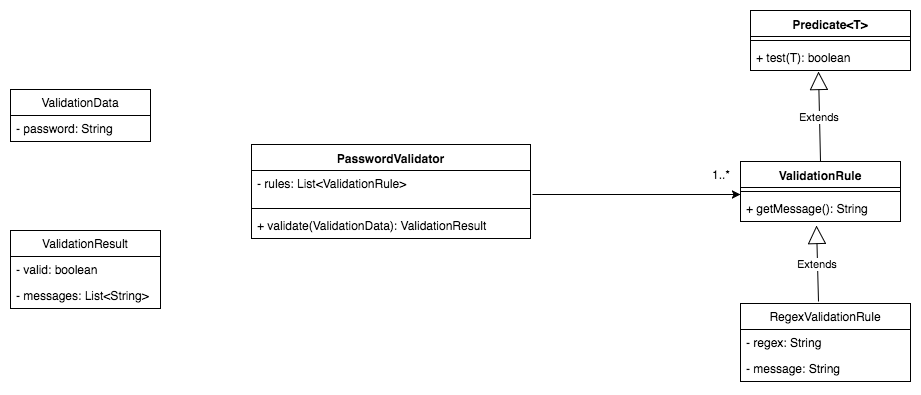 Predicate<T>
+ test(T): boolean
Extends
ValidationData
- password: String
PasswordValidator
- rules: List<ValidationRule>
+ validate(ValidationData): ValidationResult
1..*
ValidationRule
+ getMessage(): String
Extends
ValidationResult
- valid: boolean
- messages: List<String>
RegexValidationRule
- regex: String
- message: String